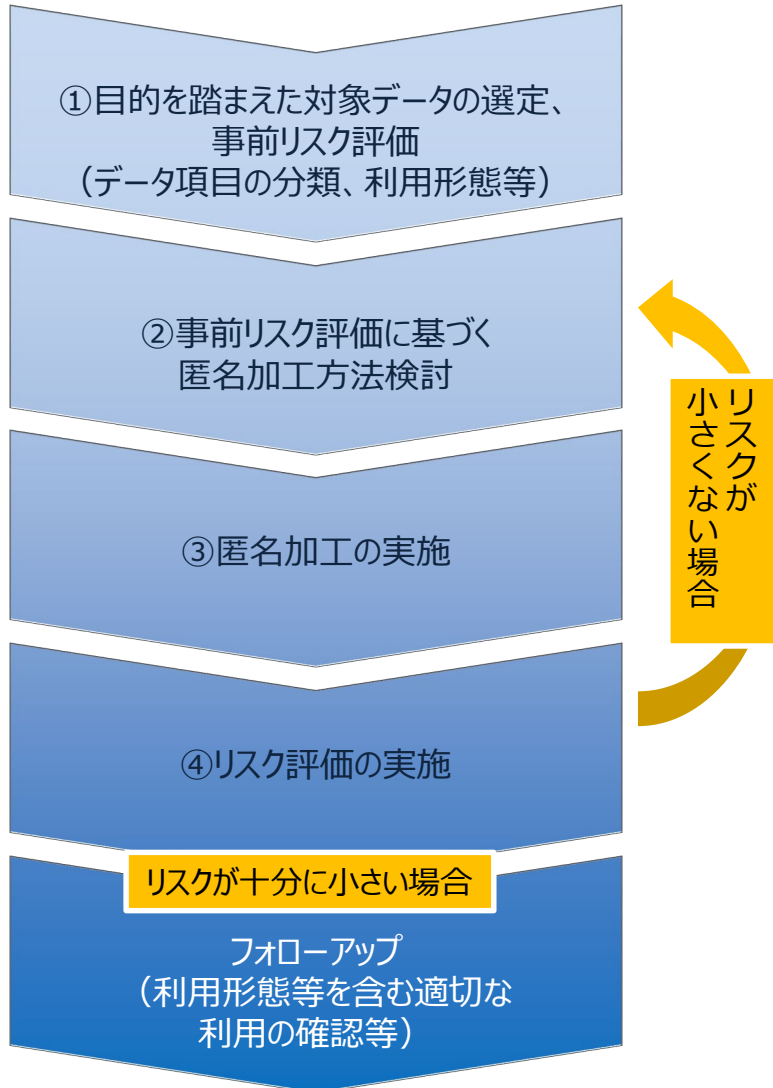 ①目的を踏まえた対象データの選定、
事前リスク評価
（データ項目の分類、利用形態等）
②事前リスク評価に基づく
匿名加工方法検討
③匿名加工の実施
④リスク評価の実施
リスクが
小さくない場合
リスクが十分に小さい場合
フォローアップ
（利用形態等を含む適切な
利用の確認等）